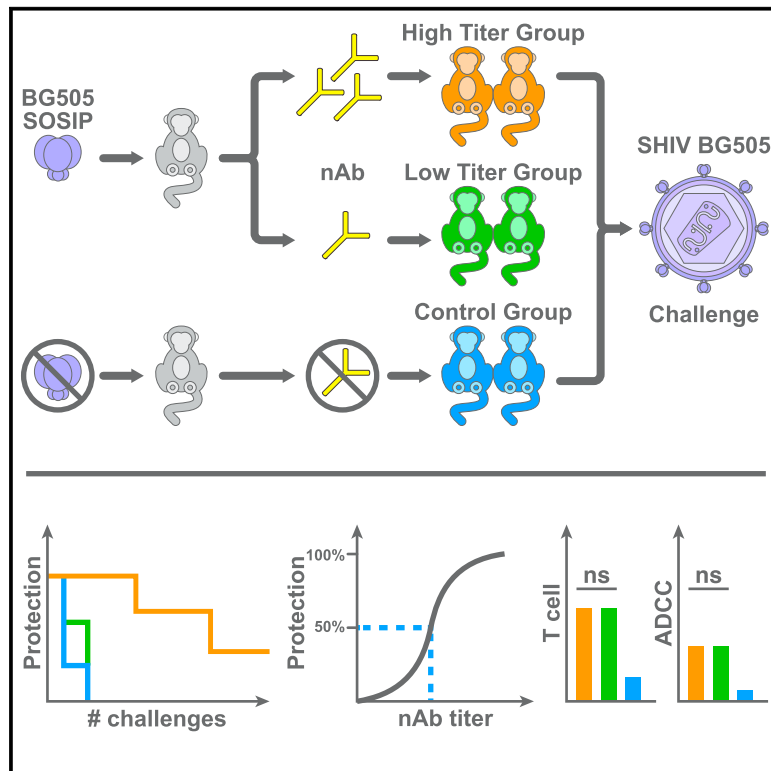 High Titer Group
BG505
SOSIP
nAb
Low Titer Group
SHIV BG505
Control Group
Challenge
Protection
# challenges
Protection
100%
50%
nAb titer
T cell
ns
ADCC
ns